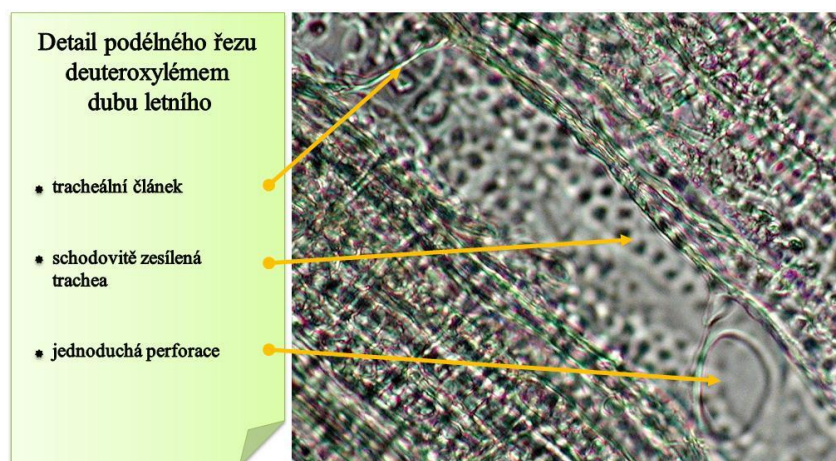 Detail podélného řezu
deuteroxylémem
dubu letního
tracheální článek
schodovitě zesílená
trachea
jednoduchá perforace